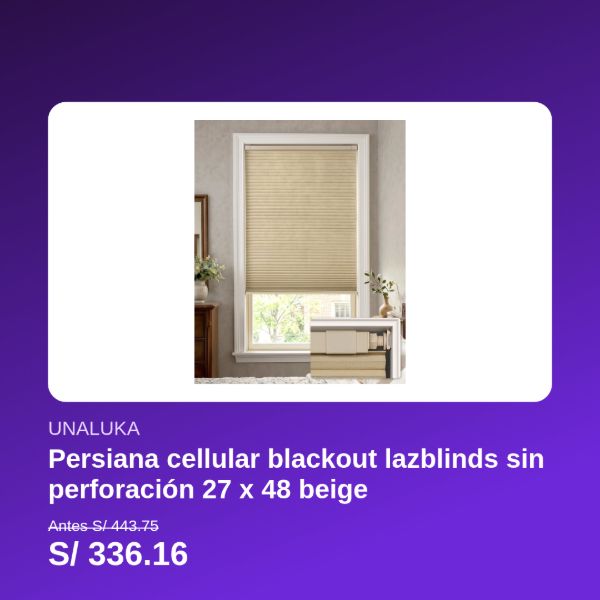 UNALUKA
Persiana cellular blackout lazblinds sin
perforación 27 x 48 beige
Antes S/ 443.75
S/ 336.16